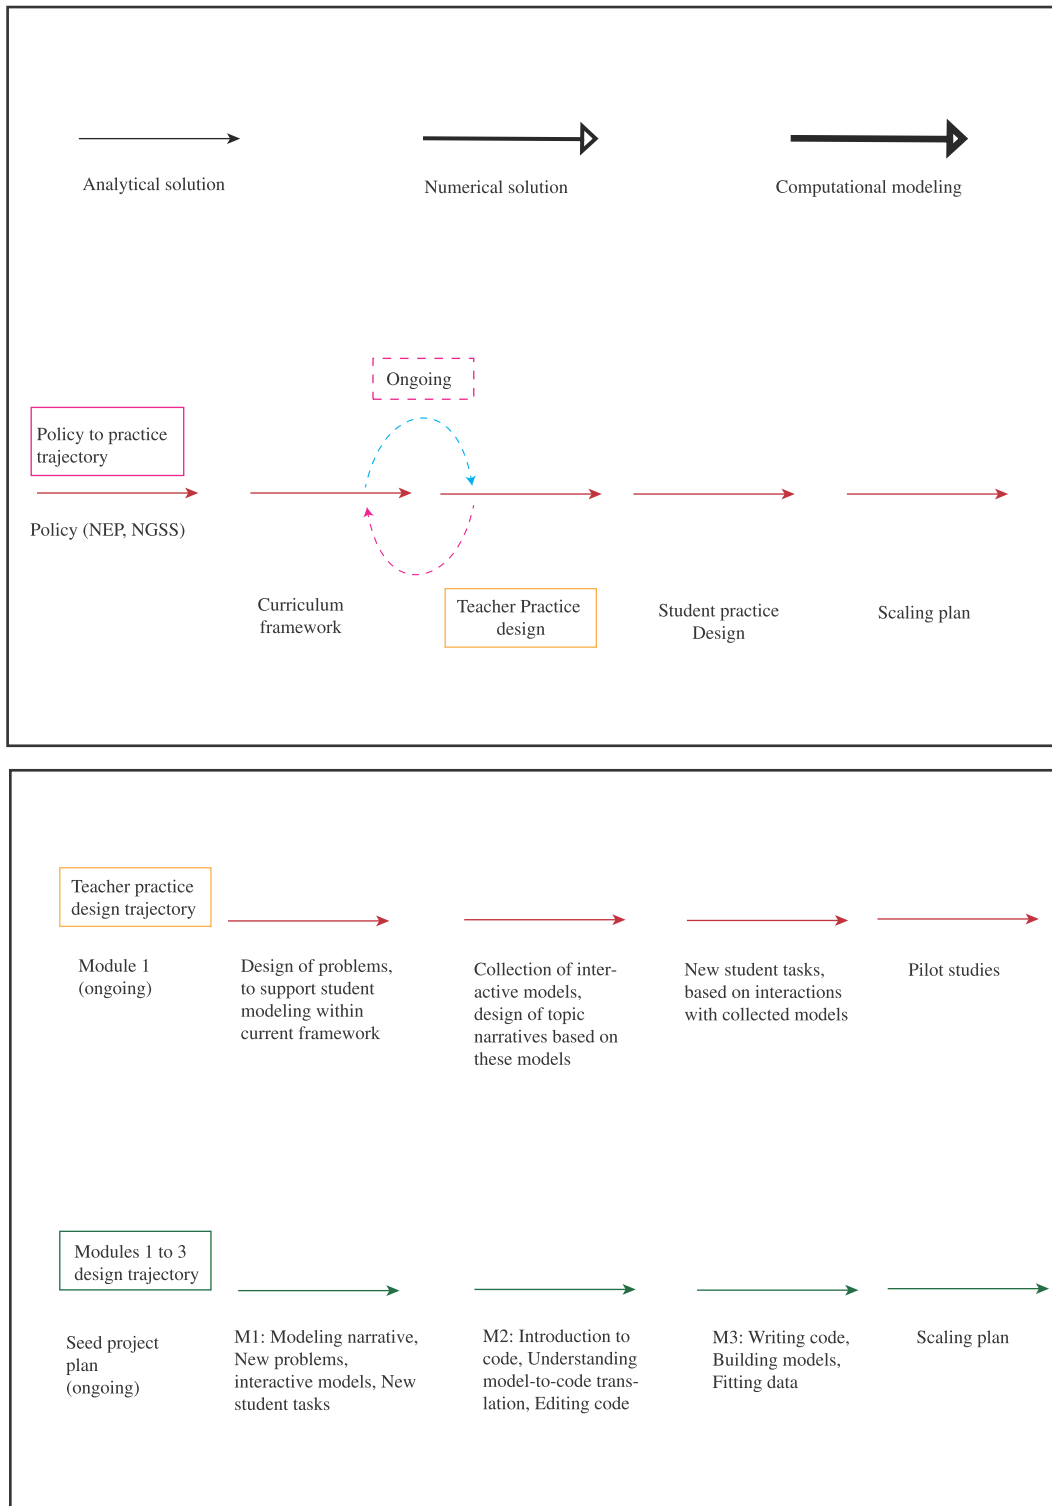 Analytical solution
Numerical solution
Computational modeling
Ongoing
Policy to practice
trajectory
Policy (NEP, NGSS)
Curriculum
framework
Teacher Practice
design
Student practice
Design
Scaling plan
Teacher practice
design trajectory
Module 1
(ongoing)
Design of problems,
to support student
modeling within
current framework
Collection of inter-
active models,
design of topic
narratives based on
these models
New student tasks,
based on interactions
with collected models
Pilot studies
Modules 1 to 3
design trajectory
Seed project
plan
(ongoing)
M1: Modeling narrative,
New problems,
interactive models, New
student tasks
M2: Introduction to
code, Understanding
model-to-code trans-
lation, Editing code
M3: Writing code,
Building models,
Fitting data
Scaling plan